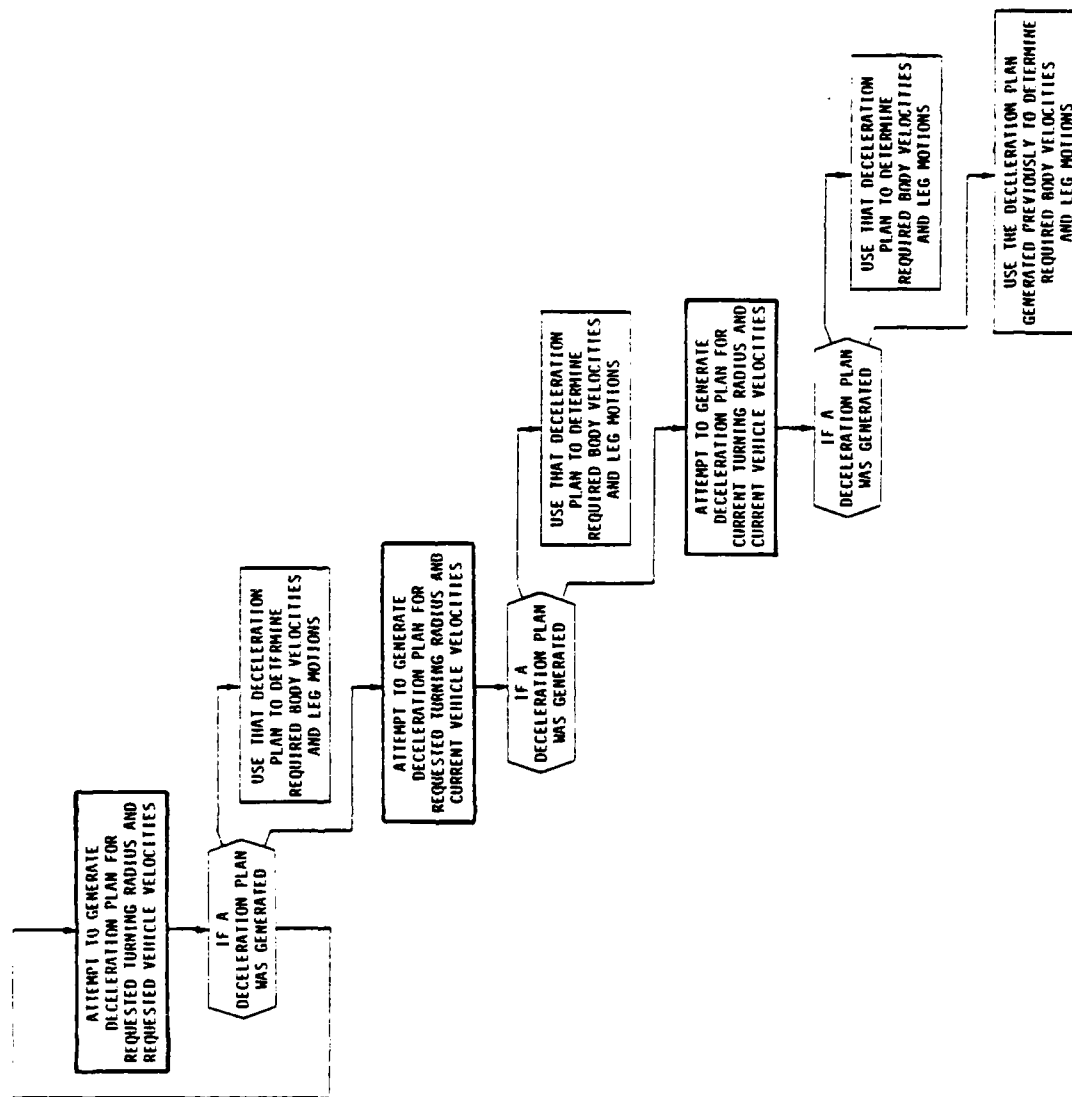 ATTEMPT TO GENERATE
DECELERATION PLAN FOR
REQUESTED TURNING RADIUS AND
REQUESTED VEHICLE VELOCITIES
IF A
DECELERATION PLAN
WAS GENERATED
USE THAT DECELERATION
PLAN TO DETERMINE
REQUIRED BODY VELOCITIES
AND LEG MOTIONS
ATTEMPT TO GENERATE
DECELERATION PLAN FOR
REQUESTED TURNING RADIUS AND
CURRENT VEHICLE VELOCITIES
IF A
DECELERATION PLAN
WAS GENERATED
USE THAT DECELERATION
PLAN TO DETERMINE
REQUIRED BODY VELOCITIES
AND LEG MOTIONS
ATTEMPT TO GENERATE
DECELERATION PLAN FOR
CURRENT TURNING RADIUS AND
CURRENT VEHICLE VELOCITIES
IF A
DECELERATION PLAN
WAS GENERATED
USE THAT DECELERATION
PLAN TO DETERMINE
REQUIRED BODY VELOCITIES
AND LEG MOTIONS
USE THE DECELERATION PLAN
GENERATED PREVIOUSLY TO DETERMINE
REQUIRED BODY VELOCITIES
AND LEG MOTIONS